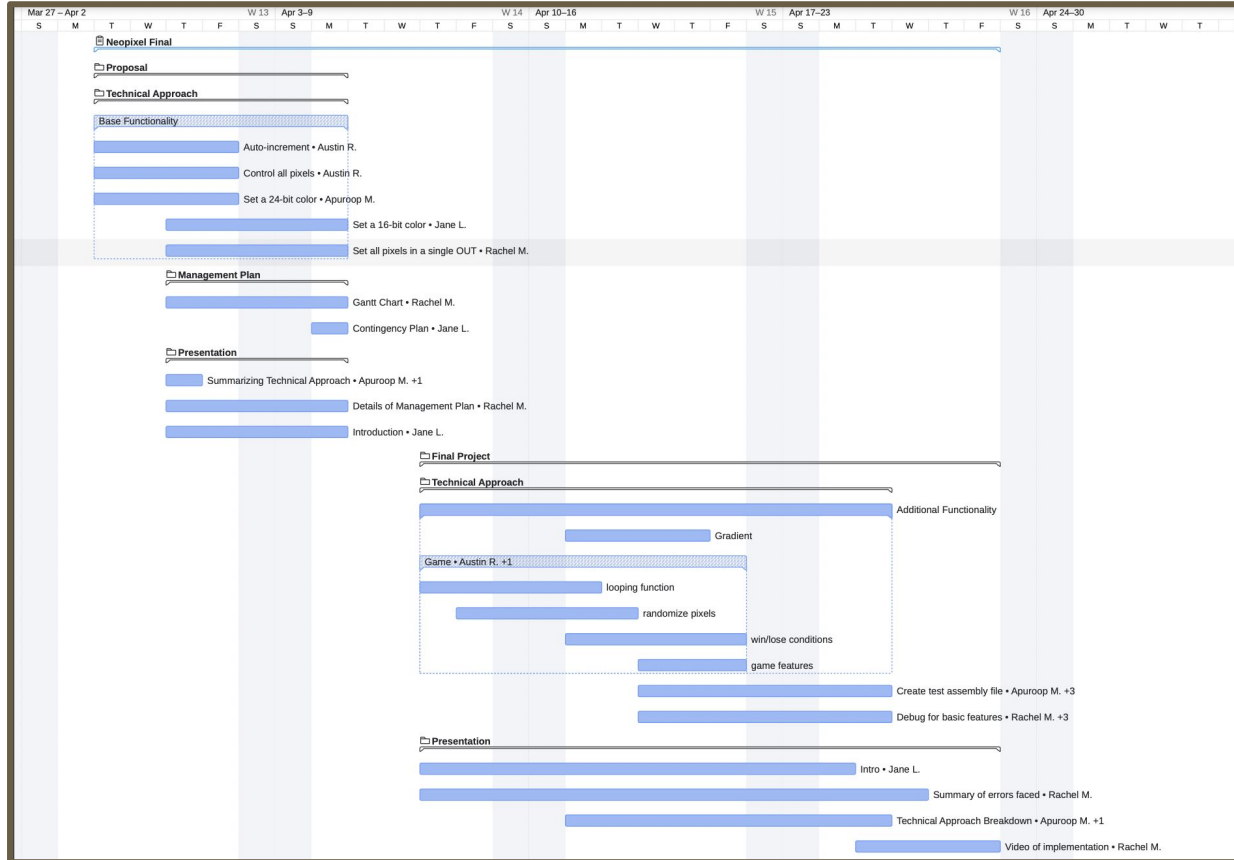 Mar 27 – Apr 2 W 13 Apr 3–9 W 14 Apr 10–16 W 15 Apr 17–23 W 16 Apr 24–30
S M T W T F S S M T W T F S S M T W T F S S M T W T F S S M T W T
Neopixel Final
Proposal
Technical Approach
Base Functionality
Auto-increment • Austin R.
Control all pixels • Austin R.
Set a 24-bit color • Apuroop M.
Set a 16-bit color • Jane L.
Set all pixels in a single OUT • Rachel M.
Management Plan
Gantt Chart • Rachel M.
Contingency Plan • Jane L.
Presentation
Summarizing Technical Approach • Apuroop M. +1
Details of Management Plan • Rachel M.
Introduction • Jane L.
Final Project
Technical Approach
Additional Functionality
Gradient
Game • Austin R. +1
looping function
randomize pixels
win/lose conditions
game features
Create test assembly file • Apuroop M. +3
Debug for basic features • Rachel M. +3
Presentation
Intro • Jane L.
Summary of errors faced • Rachel M.
Technical Approach Breakdown • Apuroop M. +1
Video of implementation • Rachel M.